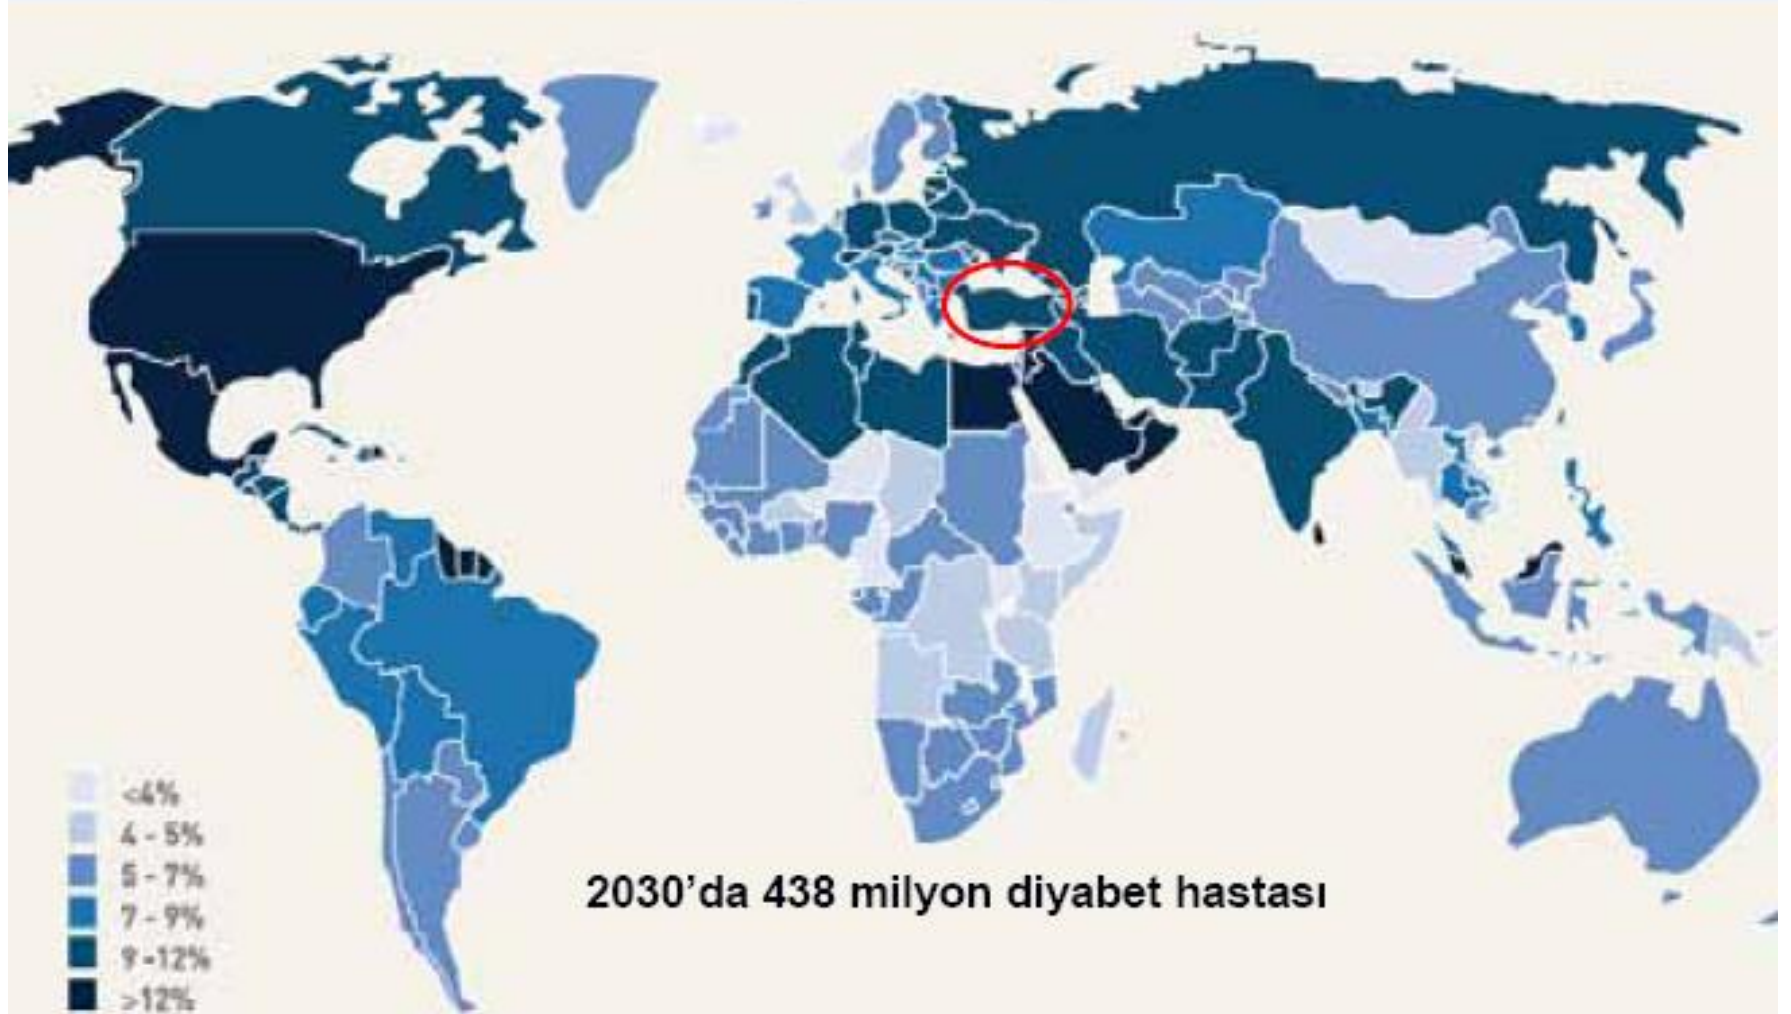 <4%
4 - 5%
5 - 7%
7 - 9%
9 -12%
>12%
2030’da 438 milyon diyabet hastası